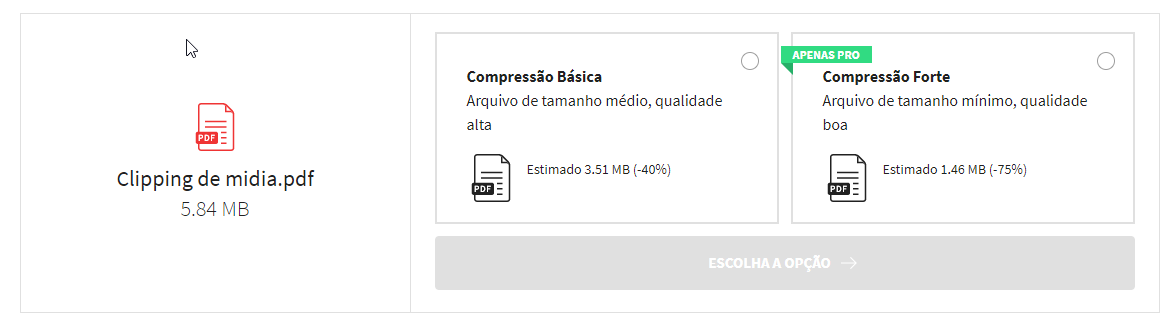 PDF
Clipping de midia.pdf
5.84 MB
Compressão Básica
Arquivo de tamanho médio, qualidade
alta
PDF
Estimado 3.51 MB (-40%)
APENAS PRO
Compressão Forte
Arquivo de tamanho mínimo, qualidade
boa
PDF
Estimado 1.46 MB (-75%)
ESCOLHA A OPÇÃO